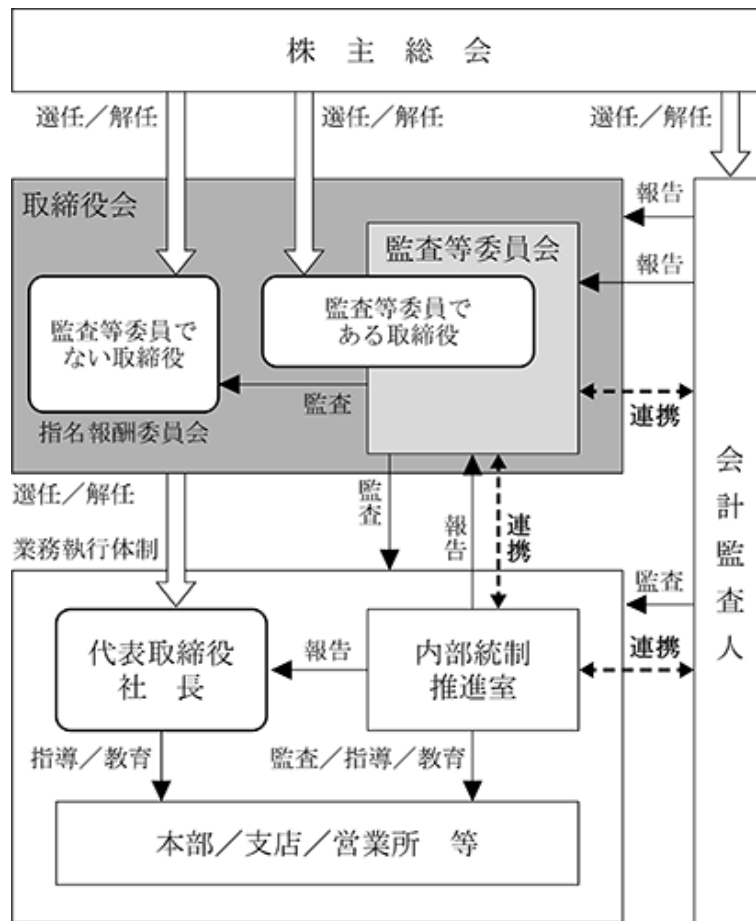 株 主 総 会
選任／解任
選任／解任
選任／解任
取締役会
監査等委員会
報告
報告
監査等委員で
ない取締役
監査等委員で
ある取締役
監査
連携
指名報酬委員会
選任／解任
監査
報告
連携
業務執行体制
会計監査人
監査
代表取締役
社 長
報告
内部統制
推進室
連携
指導／教育
監査／指導／教育
本部／支店／営業所 等